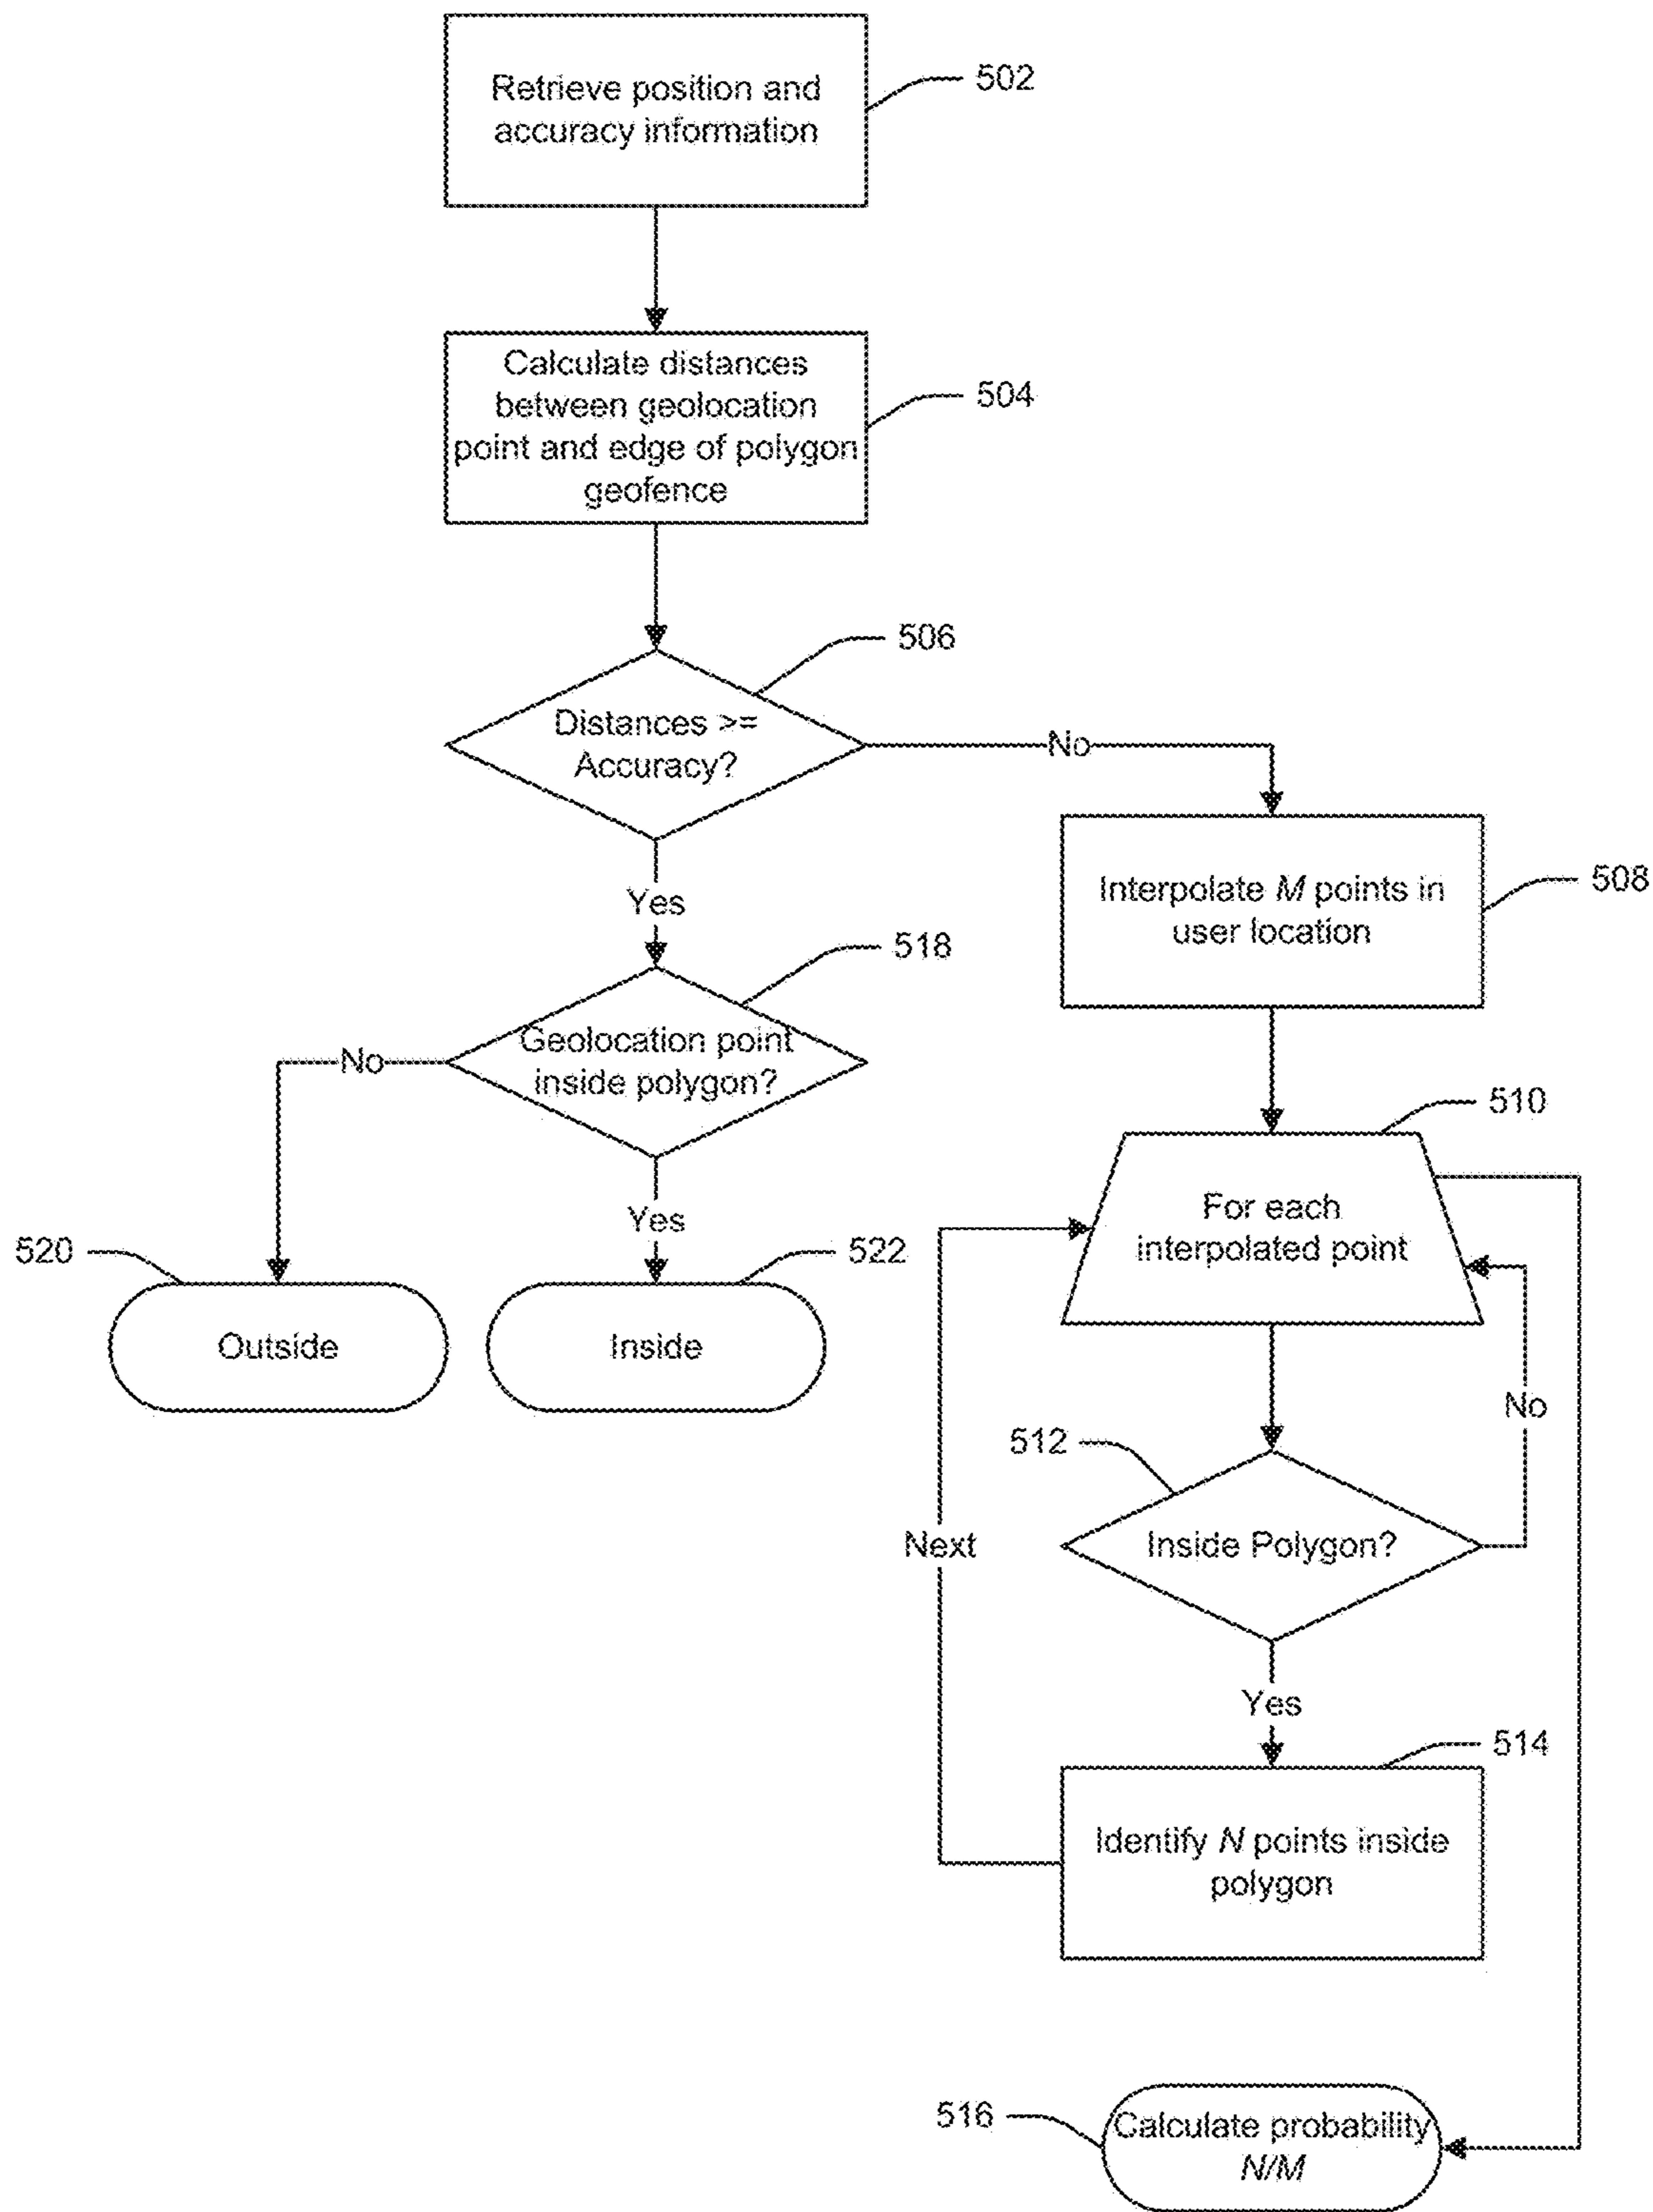 Retrieve position and
accuracy information
502
Calculate distances
between geolocation
point and edge of polygon
geofence
504
506
Distances >=
Accuracy?
No
Yes
Interpolate M points in
user location
508
518
Geolocation point
inside polygon?
No
Yes
510
For each
interpolated point
520
Outside
522
Inside
No
512
Inside Polygon?
Next
Yes
514
Identify N points inside
polygon
516
Calculate probability
N/M